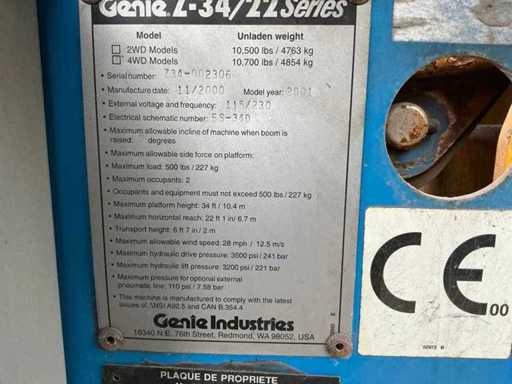 Genie Z-34/22 Series
Model Unladen weight
2WD Models 10,500 lbs / 4763 kg
4WD Models 10,700 lbs / 4854 kg
• Serial number: Z34-002306
• Manufacture date: 11/2000 Model year: 2001
• External voltage and frequency: 115/230
• Electrical schematic number: ES-340
• Maximum allowable incline of machine when boom is
raised: degrees
• Maximum allowable side force on platform:
• Maximum load: 500 lbs / 227 kg
• Maximum occupants: 2
• Occupants and equipment must not exceed 500 lbs / 227 kg
• Maximum platform height: 34 ft / 10.4 m
• Maximum horizontal reach: 22 ft 1 in / 6.7 m
• Transport height: 6 ft 7 in / 2 m
• Maximum allowable wind speed: 28 mph / 12.5 m/s
• Maximum hydraulic drive pressure: 3500 psi / 241 bar
• Maximum hydraulic lift pressure: 3200 psi / 221 bar
• Maximum pressure for optional external
pneumatic line: 110 psi / 7.58 bar
• This machine is manufactured to comply with the latest
issues of ANSI A92.5 and CAN B.354.4
Genie Industries
16340 N.E. 76th Street, Redmond, WA 98052, USA
CE 00
PLAQUE DE PROPRIETE